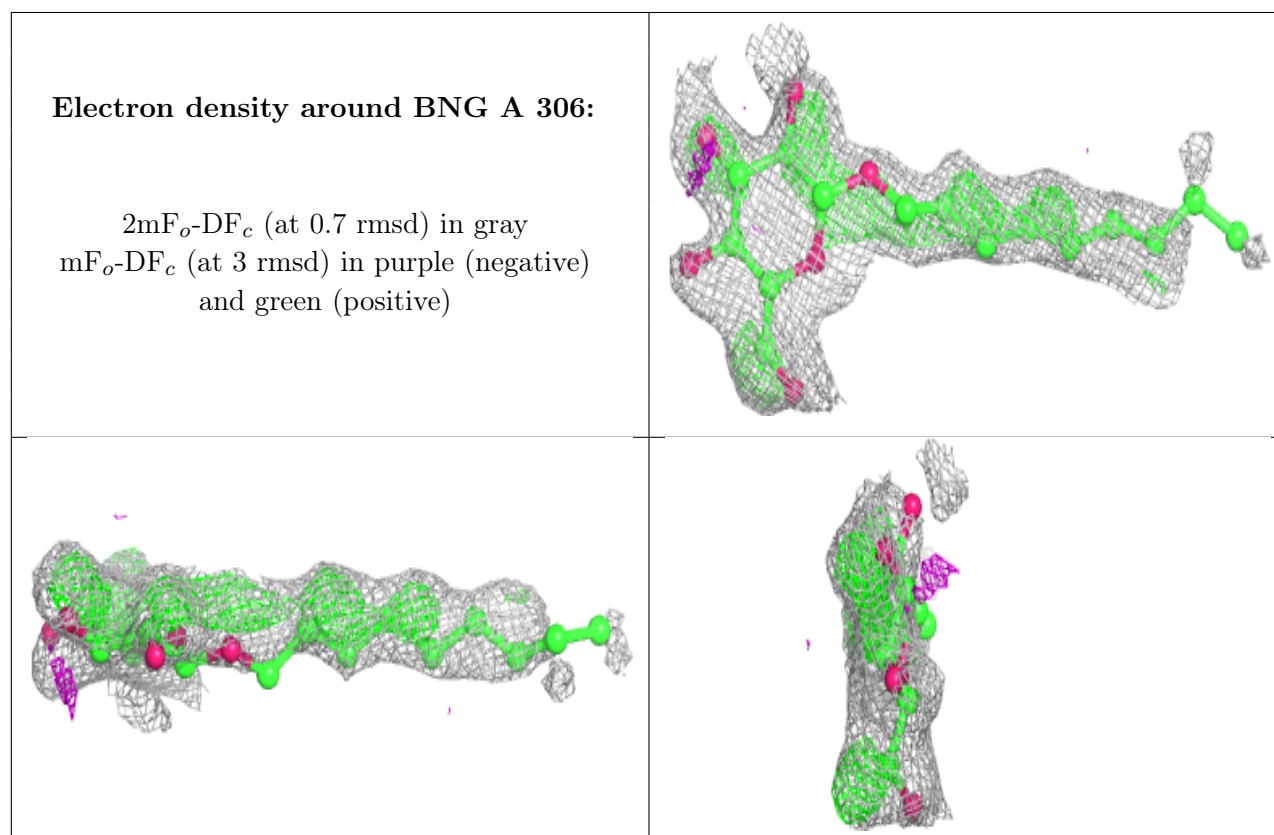 Electron density around BNG A 306:
2mFₒ-DF𝒸 (at 0.7 rmsd) in gray
mFₒ-DF𝒸 (at 3 rmsd) in purple (negative)
and green (positive)